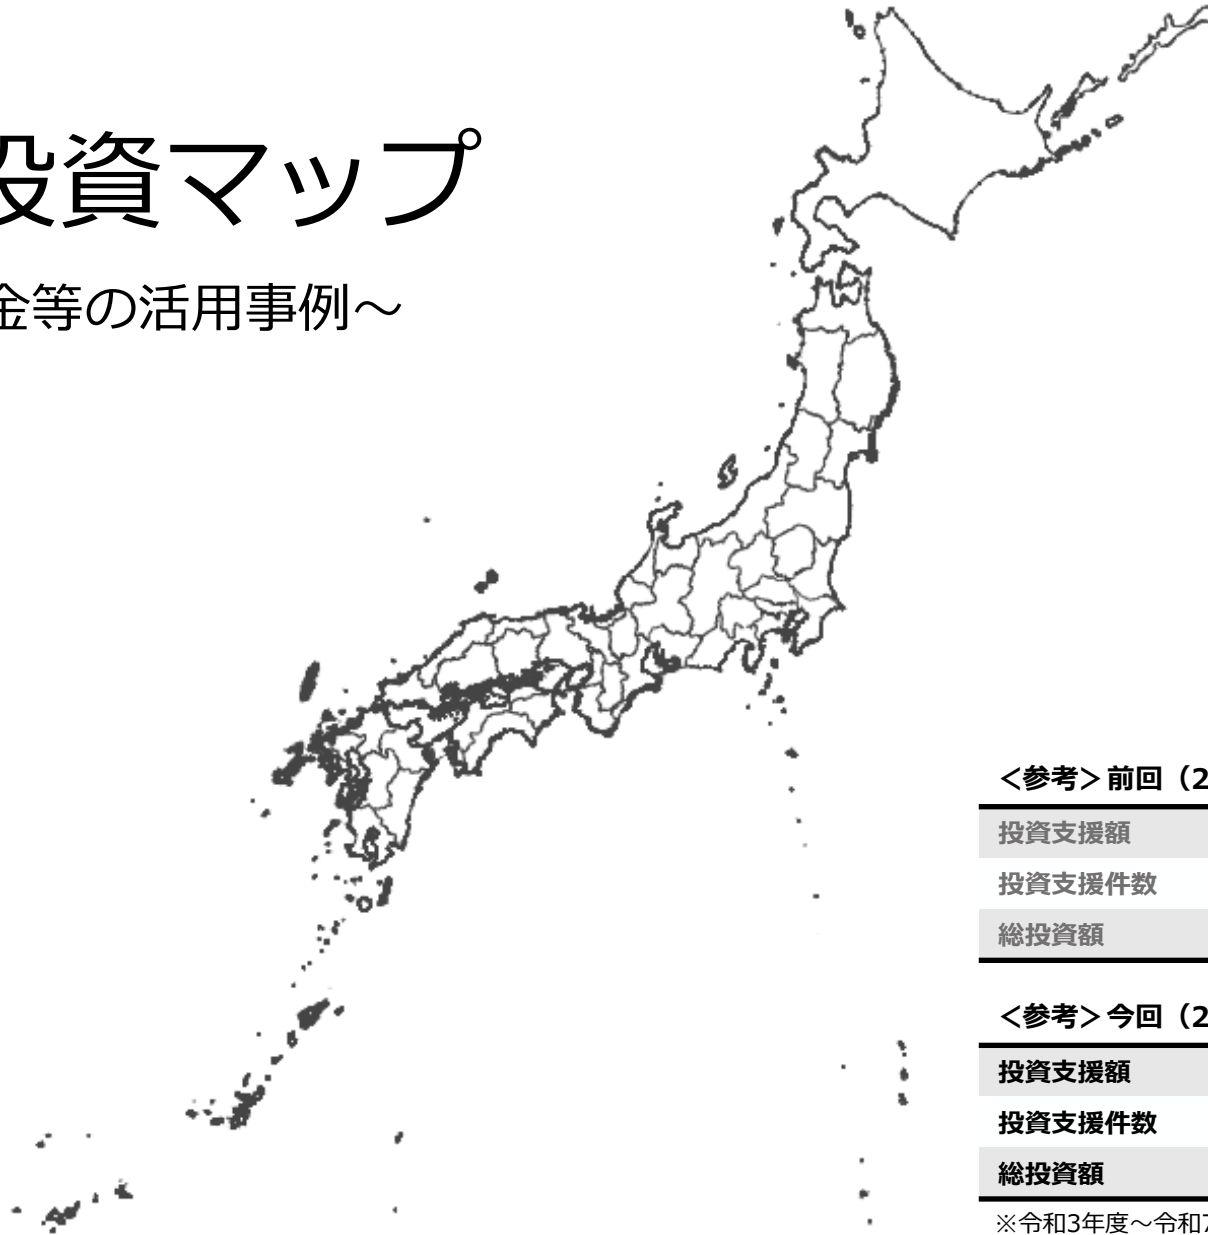 投資マップ
金等の活用事例～
＜参考＞前回（2
投資支援額
投資支援件数
総投資額
＜参考＞今回（2
投資支援額
投資支援件数
総投資額
※令和3年度～令和7